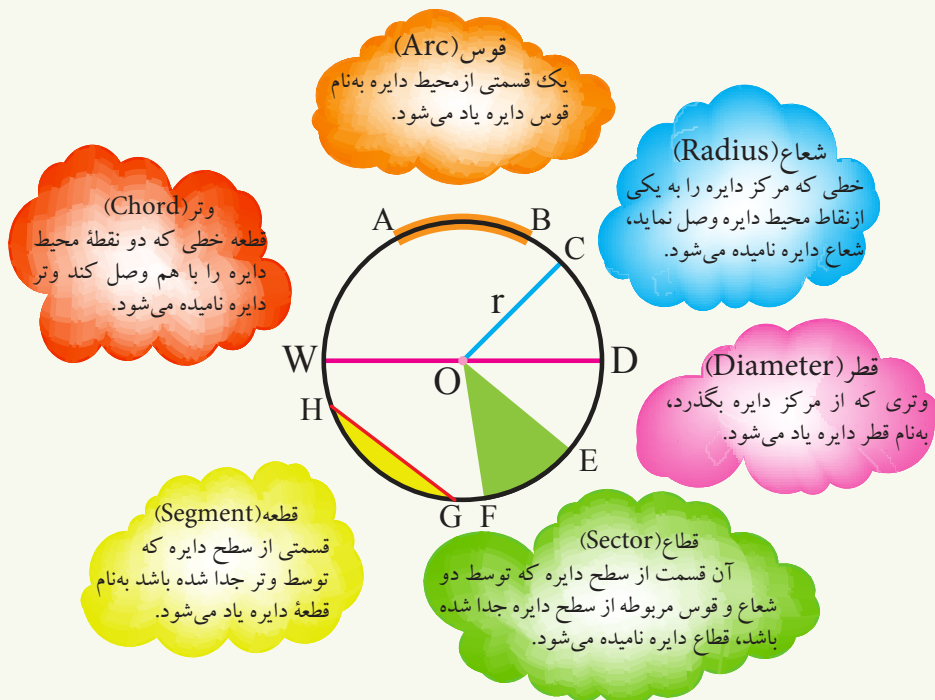 قوس(Arc)
یک قسمتی ازمحیط دایره به‌نام
قوس دایره یاد می‌شود.
شعاع(Radius)
خطی که مرکز دایره را به یکی
ازنقاط محیط دایره وصل نماید،
شعاع دایره نامیده می‌شود.
وتر(Chord)
قطعه خطی که دو نقطۀ محیط
دایره را با هم وصل کند وتر
دایره نامیده می‌شود.
A
B
C
r
W
O
D
H
E
G
F
قطر(Diameter)
وتری که از مرکز دایره بگذرد،
به‌نام قطر دایره یاد می‌شود.
قطعه(Segment)
قسمتی از سطح دایره که
توسط وتر جدا شده باشد به‌نام
قطعۀ دایره یاد می‌شود.
قطاع(Sector)
آن قسمت از سطح دایره که توسط دو
شعاع و قوس مربوطه از سطح دایره جدا شده
باشد، قطاع دایره نامیده می‌شود.